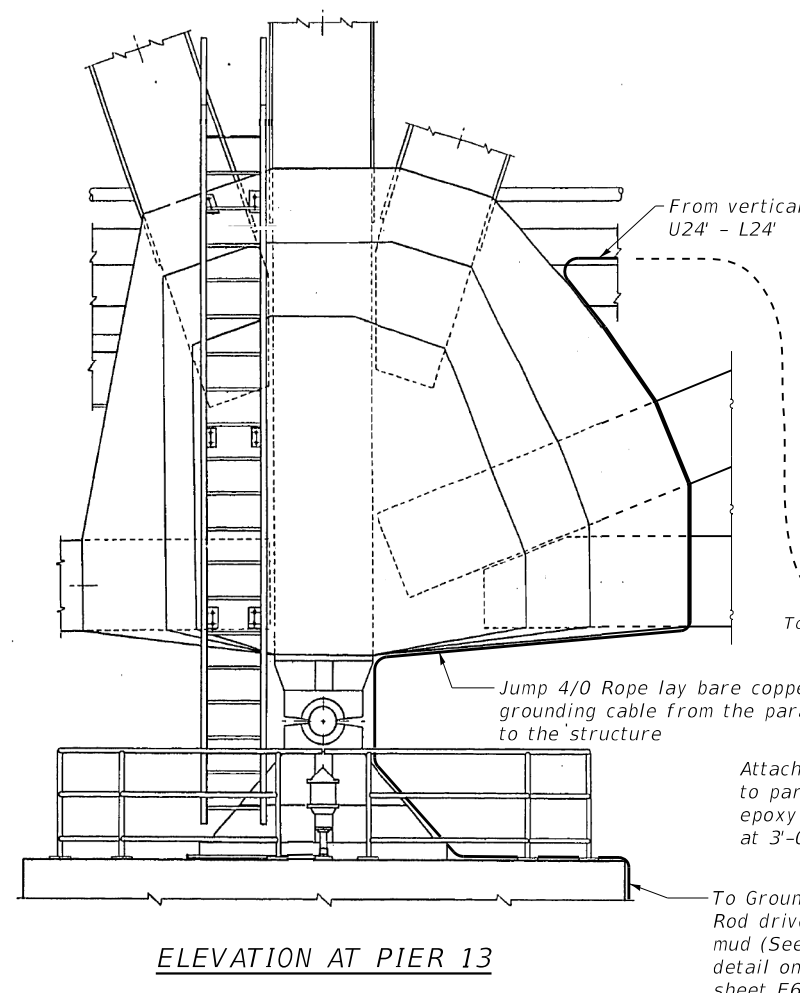 From vertical
U24' - L24'
To
Jump 4/0 Rope lay bare coppe
grounding cable from the para
to the structure
Attach
to par
epoxy
at 3'-0
To Groun
Rod drive
mud (See
detail on
sheet E6
ELEVATION AT PIER 13